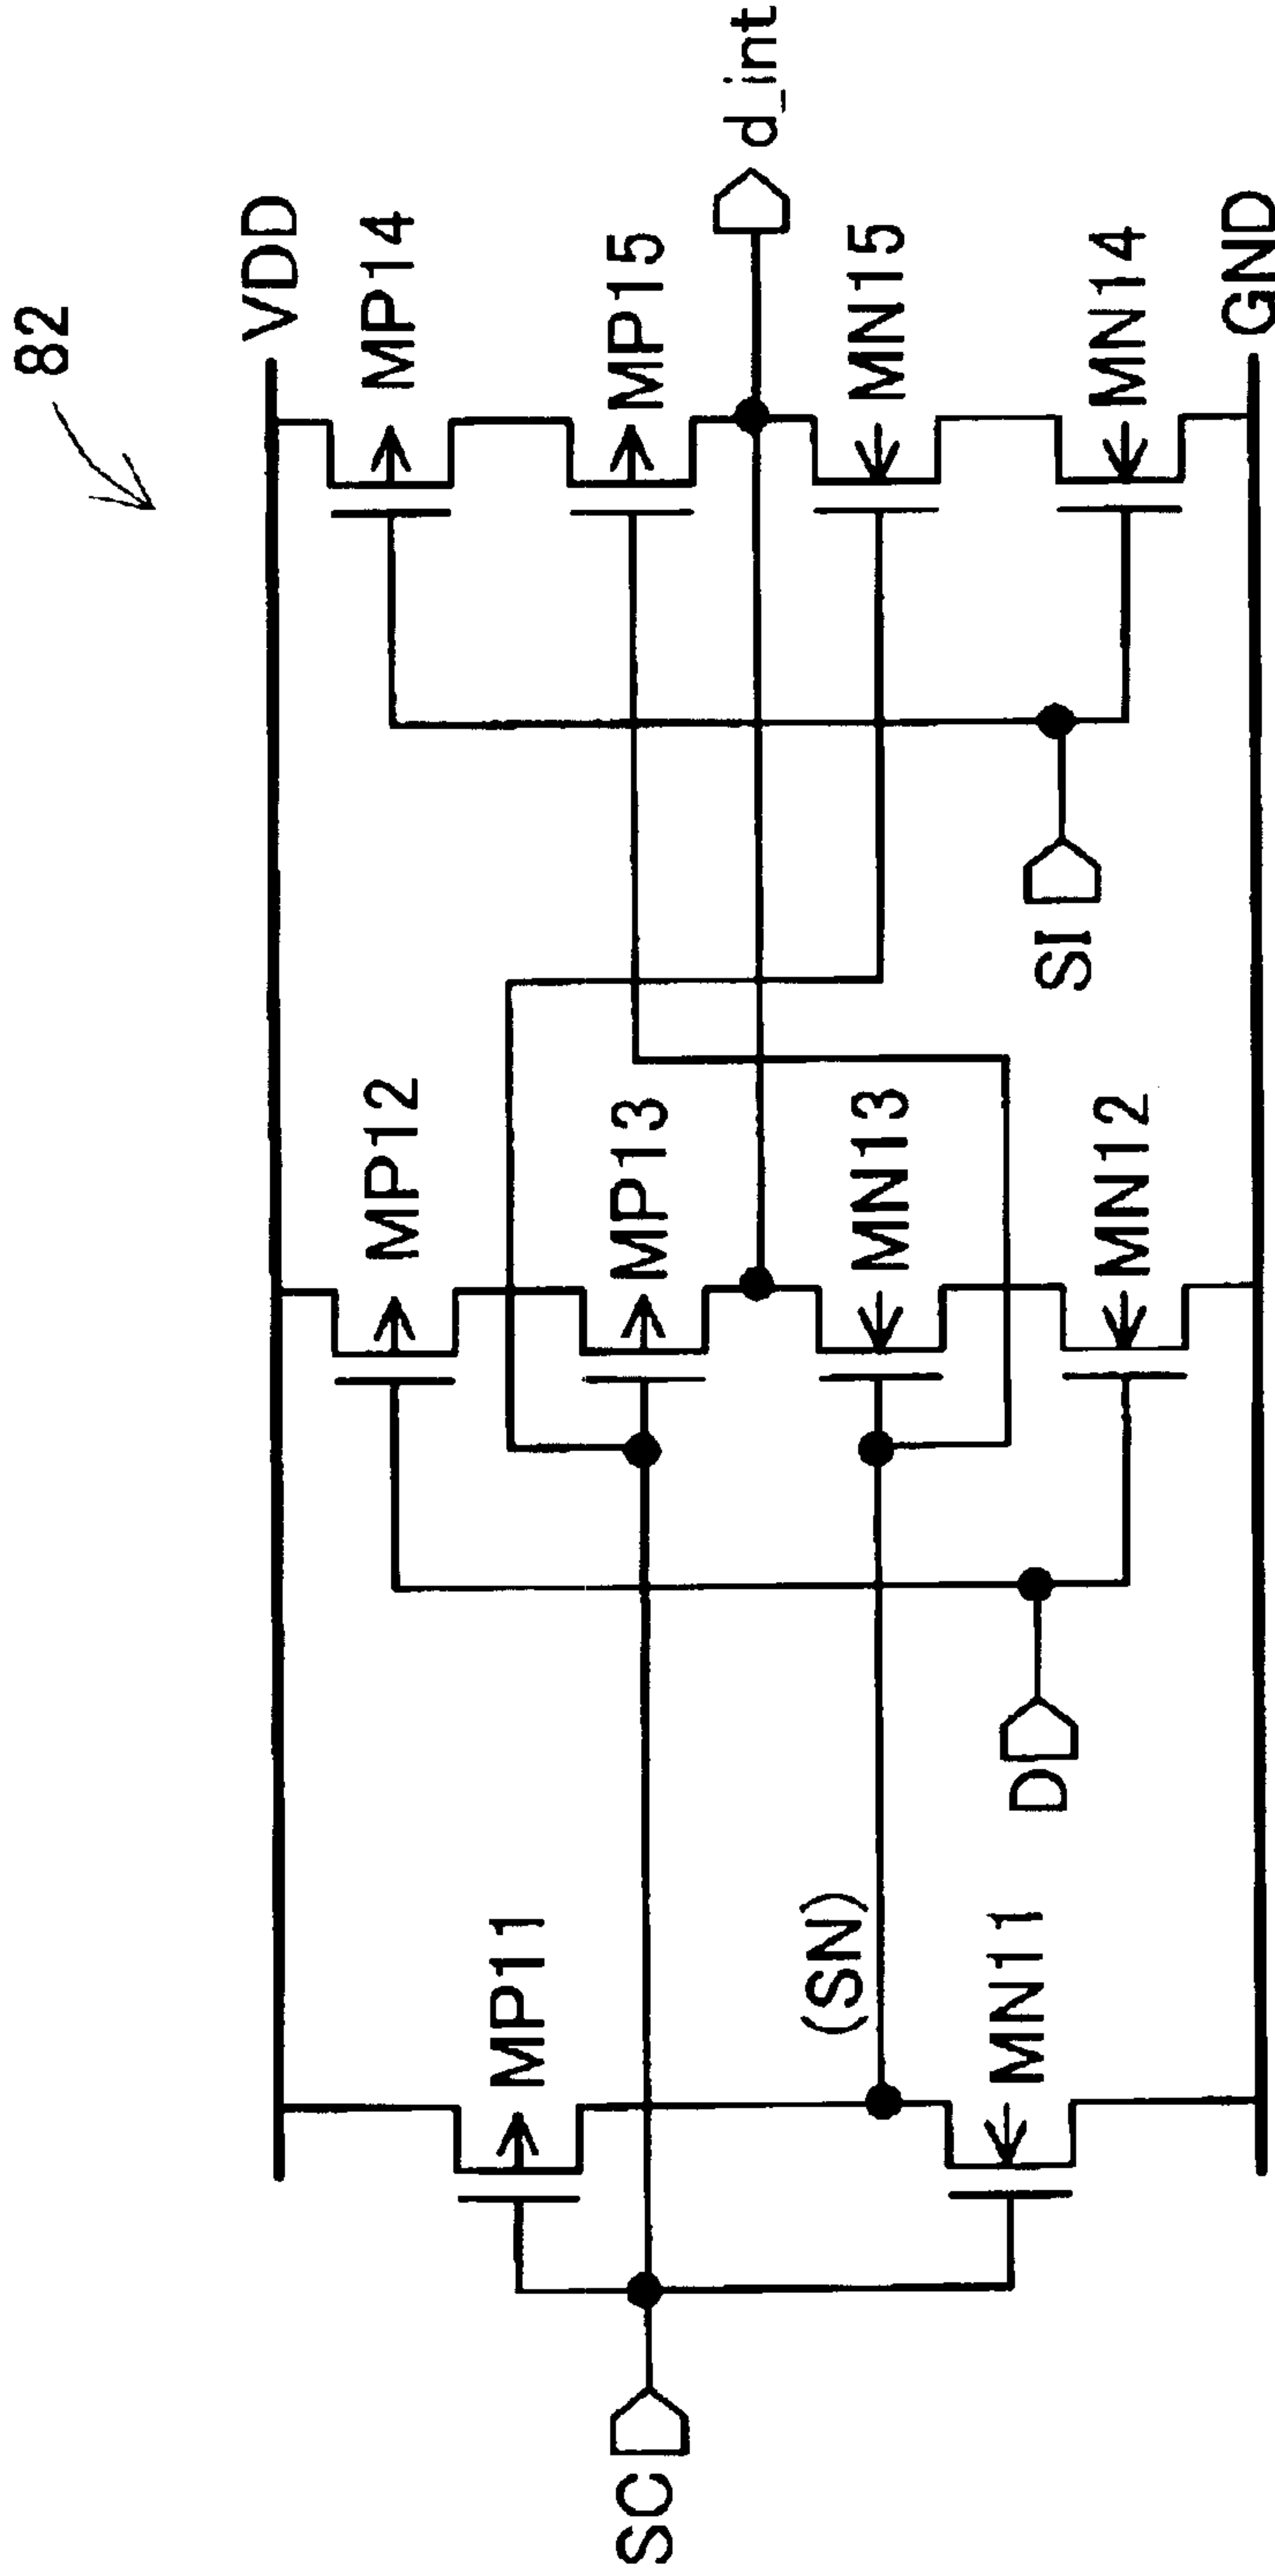 82
VDD
MP11
MP12
MP14
MP13
MP15
SC
d_int
(SN)
MN13
MN15
MN11
D
SI
MN12
MN14
GND